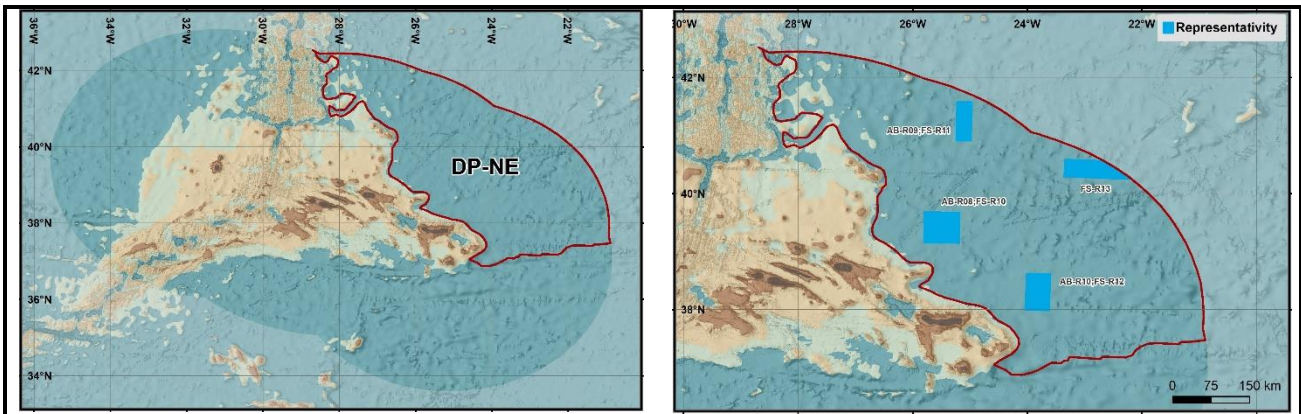 36°W 34°W 32°W 30°W 28°W 26°W 24°W 22°W
42°N
40°N
38°N
36°N
34°N
DP-NE
30°W 28°W 26°W 24°W 22°W
Representativity
42°N
40°N
38°N
AB-R09;FS-R11
FS-R13
AB-R08;FS-R10
AB-R10;FS-R12
0 75 150 km